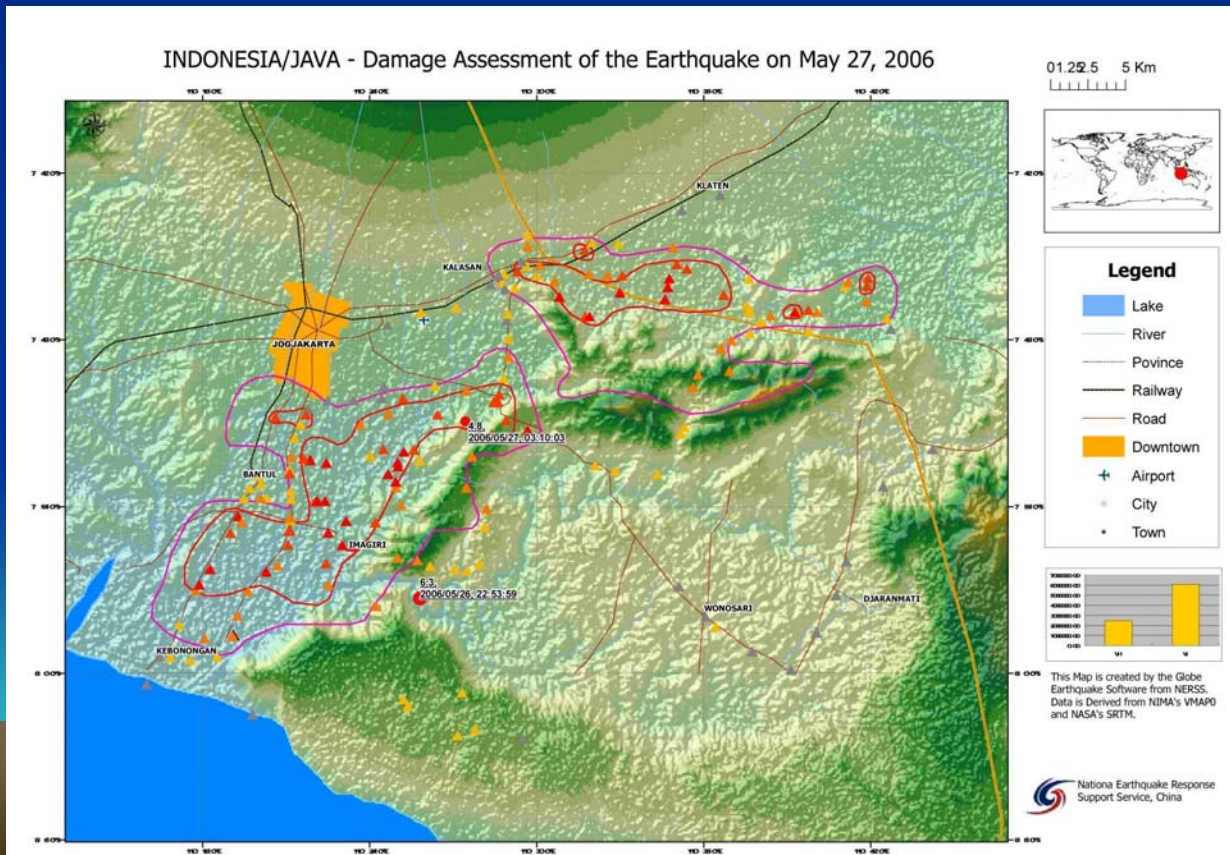 INDONESIA/JAVA - Damage Assessment of the Earthquake on May 27, 2006
01.252.5 5 Km
KLATEN
KALASAN
JOGJAKARTA
4.8,
2006/05/27, 03:10:03
BANTUL
IMAGIRI
6.3,
2006/05/26, 22:53:59
WONOSARI
DJARANMATI
KEBONONGAN
Legend
Lake
River
Povince
Railway
Road
Downtown
Airport
City
Town
This Map is created by the Globe
Earthquake Software from NERSS.
Data is Derived from NIMA's VMAP0
and NASA's SRTM.
Nationa Earthquake Response
Support Service, China